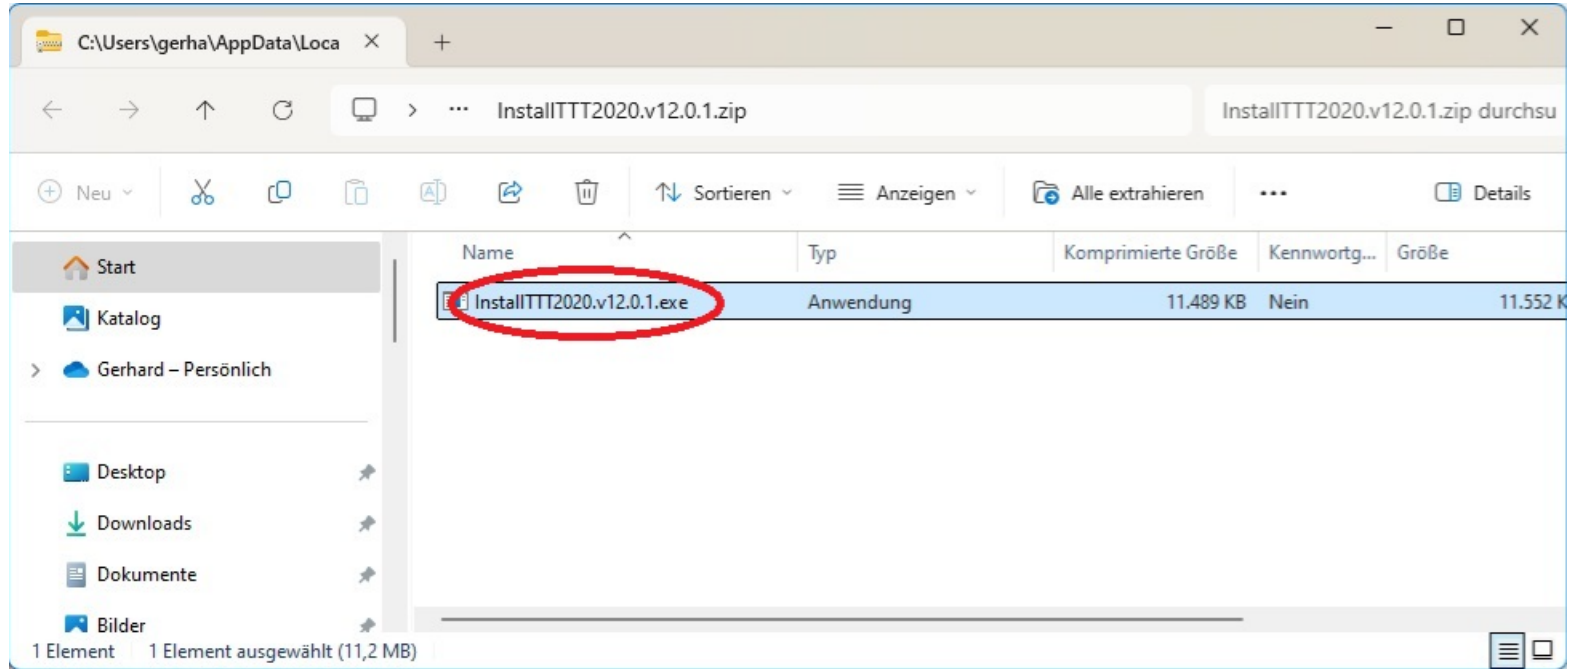 C:\Users\gerha\AppData\Loca
InstallTTT2020.v12.0.1.zip InstallTTT2020.v12.0.1.zip durchsu
Neu Sortieren Anzeigen Alle extrahieren Details
Name Typ Komprimierte Größe Kennwortg... Größe
InstallTTT2020.v12.0.1.exe Anwendung 11.489 KB Nein 11.552 K
Start
Katalog
Gerhard – Persönlich
Desktop
Downloads
Dokumente
Bilder
1 Element 1 Element ausgewählt (11,2 MB)